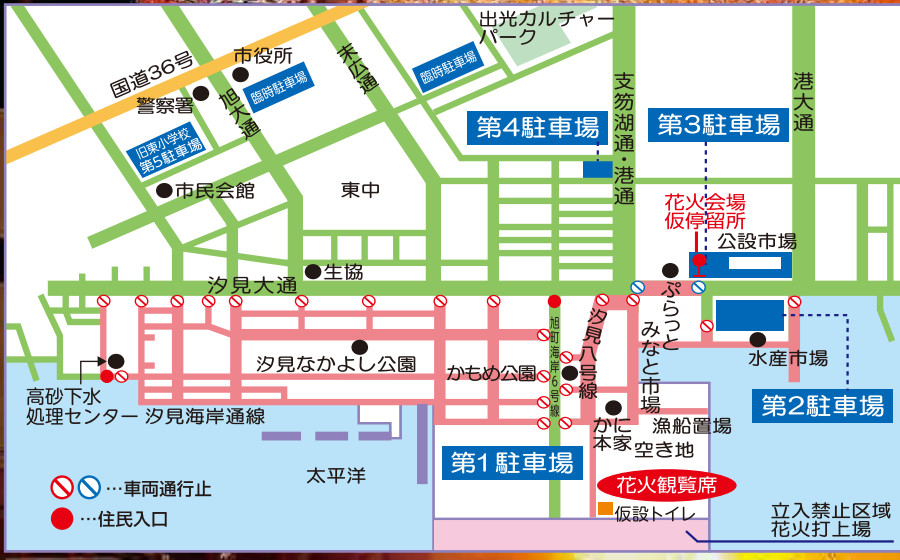 出光カルチャー
パーク
国道36号
市役所
警察署
旭大通
臨時駐車場
末広通
臨時駐車場
旧東小学校
第5駐車場
市民会館
東中
第4駐車場
支笏湖通・港通
第3駐車場
港大通
花火会場
仮停留所
公設市場
生協
汐見大通
ぷらっと
みなと市場
旭町海岸6号線
汐見八号線
汐見なかよし公園
かもめ公園
水産市場
高砂下水
処理センター
汐見海岸通線
かに
本家
漁船置場
空き地
第2駐車場
第1駐車場
太平洋
花火観覧席
仮設トイレ
…車両通行止
…住民入口
立入禁止区域
花火打上場